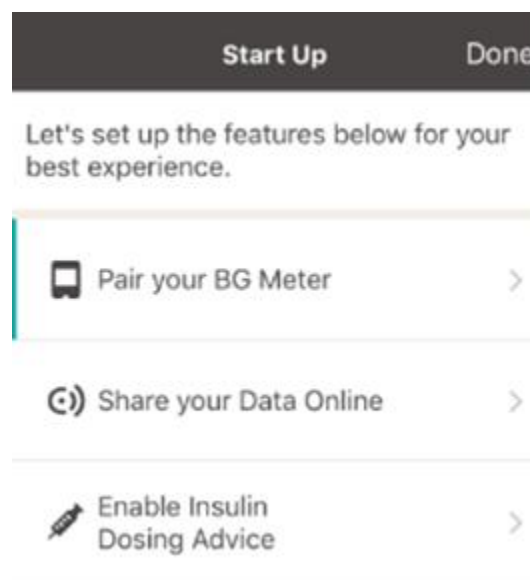 Start Up
Done
Let's set up the features below for your
best experience.
Pair your BG Meter
Share your Data Online
Enable Insulin
Dosing Advice